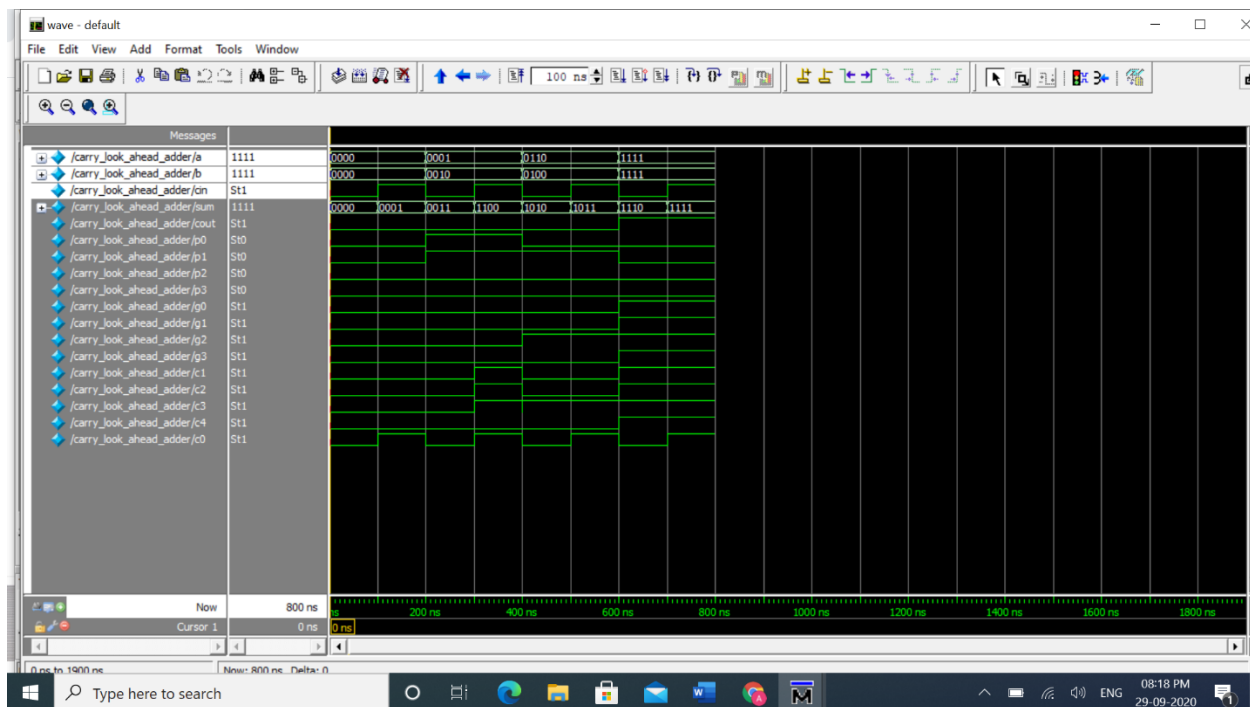 wave - default
File Edit View Add Format Tools Window
100 ns
Messages
/carry_look_ahead_adder/a 1111 0000 0001 0110 1111
/carry_look_ahead_adder/b 1111 0000 0010 0100 1111
/carry_look_ahead_adder/cin St1
/carry_look_ahead_adder/sum 1111 0000 0001 0011 1100 1010 1011 1110 1111
/carry_look_ahead_adder/cout St1
/carry_look_ahead_adder/p0 St0
/carry_look_ahead_adder/p1 St0
/carry_look_ahead_adder/p2 St0
/carry_look_ahead_adder/p3 St0
/carry_look_ahead_adder/g0 St1
/carry_look_ahead_adder/g1 St1
/carry_look_ahead_adder/g2 St1
/carry_look_ahead_adder/g3 St1
/carry_look_ahead_adder/c1 St1
/carry_look_ahead_adder/c2 St1
/carry_look_ahead_adder/c3 St1
/carry_look_ahead_adder/c4 St1
/carry_look_ahead_adder/c0 St1
Now 800 ns ns 200 ns 400 ns 600 ns 800 ns 1000 ns 1200 ns 1400 ns 1600 ns 1800 ns
Cursor 1 0 ns 0 ns
0 ns to 1900 ns Now: 800 ns Delta: 0
Type here to search ENG 08:18 PM
29-09-2020 1